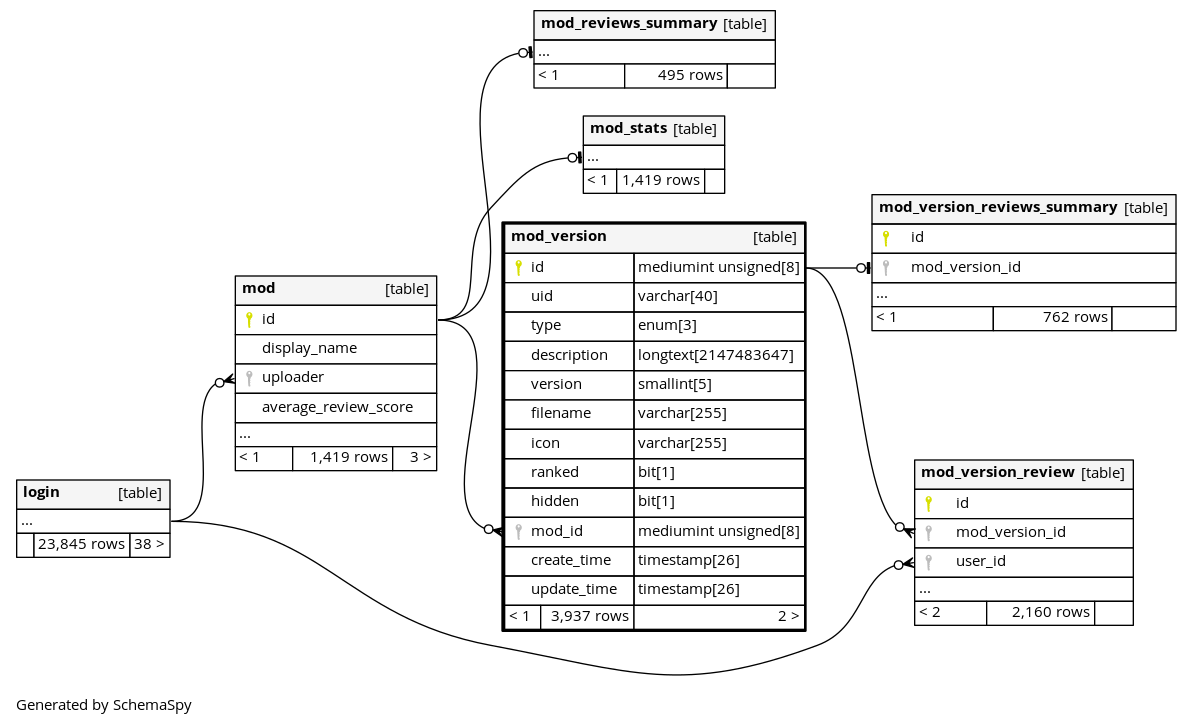 mod_reviews_summary [table]
...
< 1 495 rows
mod_stats [table]
...
< 1 1,419 rows
mod_version_reviews_summary [table]
id
mod_version_id
...
< 1 762 rows
mod_version [table]
id mediumint unsigned[8]
uid varchar[40]
type enum[3]
description longtext[2147483647]
version smallint[5]
filename varchar[255]
icon varchar[255]
ranked bit[1]
hidden bit[1]
mod_id mediumint unsigned[8]
create_time timestamp[26]
update_time timestamp[26]
< 1 3,937 rows 2 >
mod [table]
id
display_name
uploader
average_review_score
...
< 1 1,419 rows 3 >
mod_version_review [table]
id
mod_version_id
user_id
...
< 2 2,160 rows
login [table]
...
23,845 rows 38 >
Generated by SchemaSpy